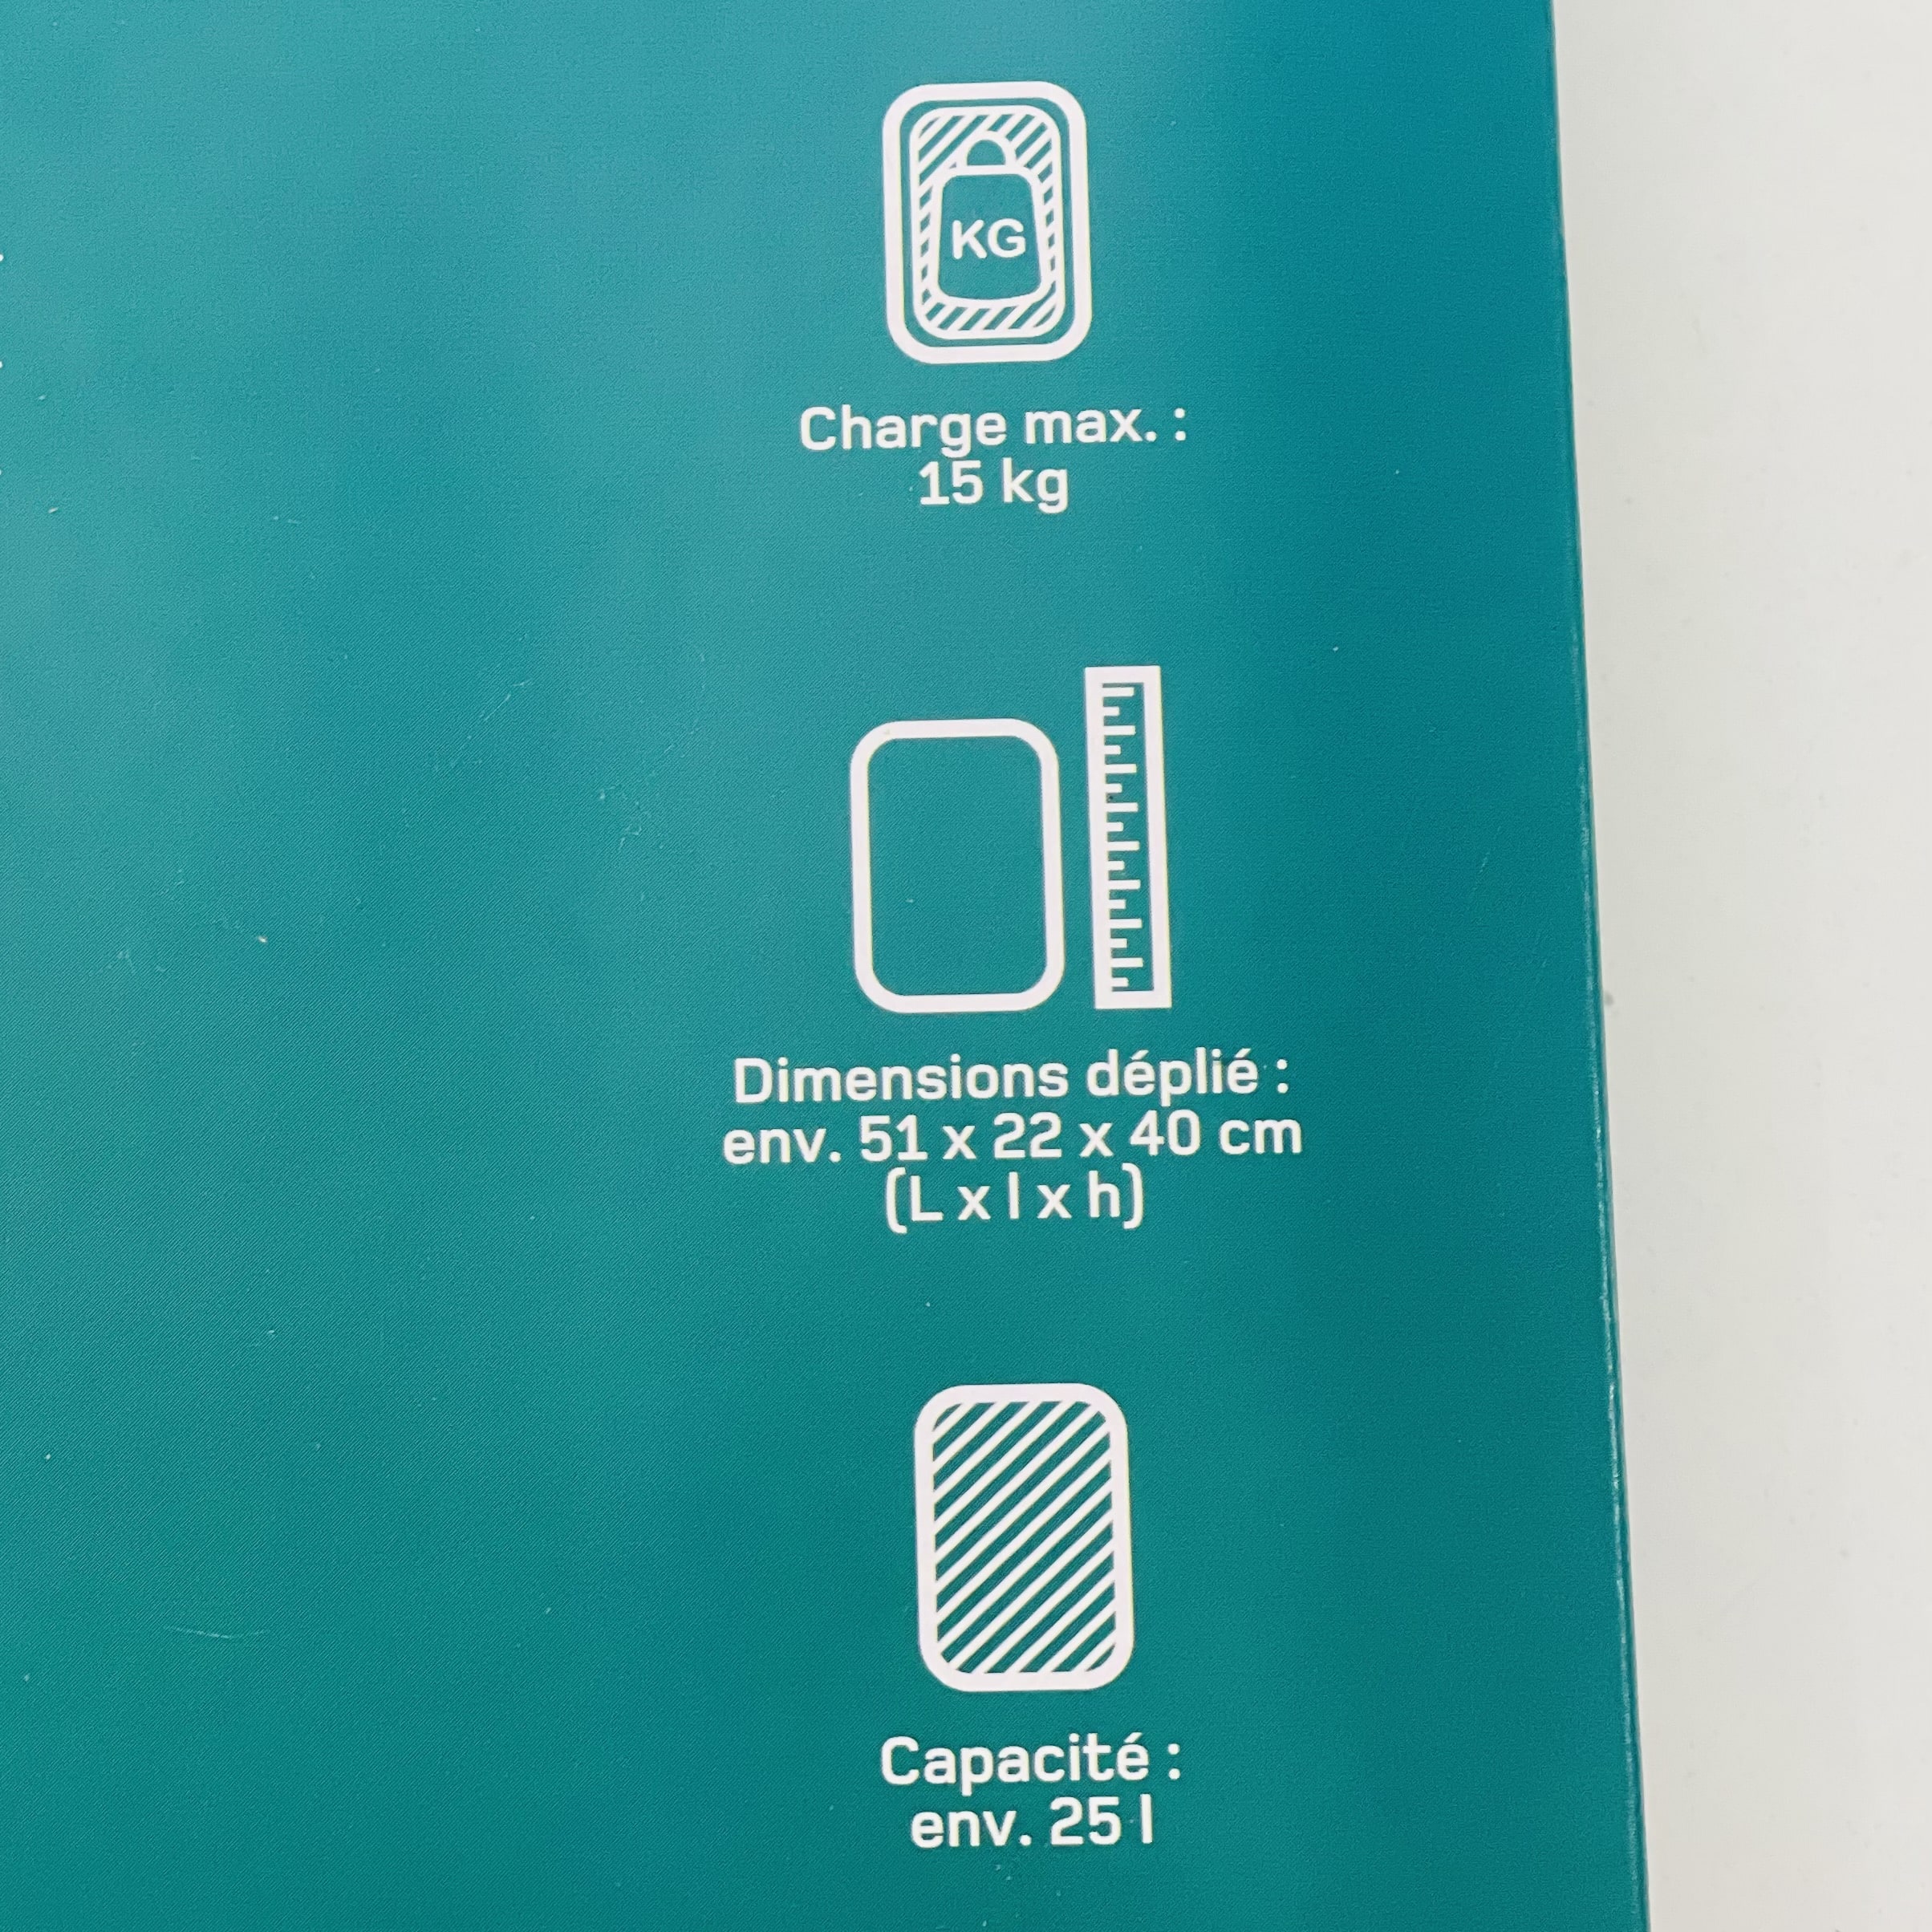 KG
Charge max. :
15 kg
Dimensions déplié :
env. 51 x 22 x 40 cm
(L x l x h)
Capacité :
env. 25 l